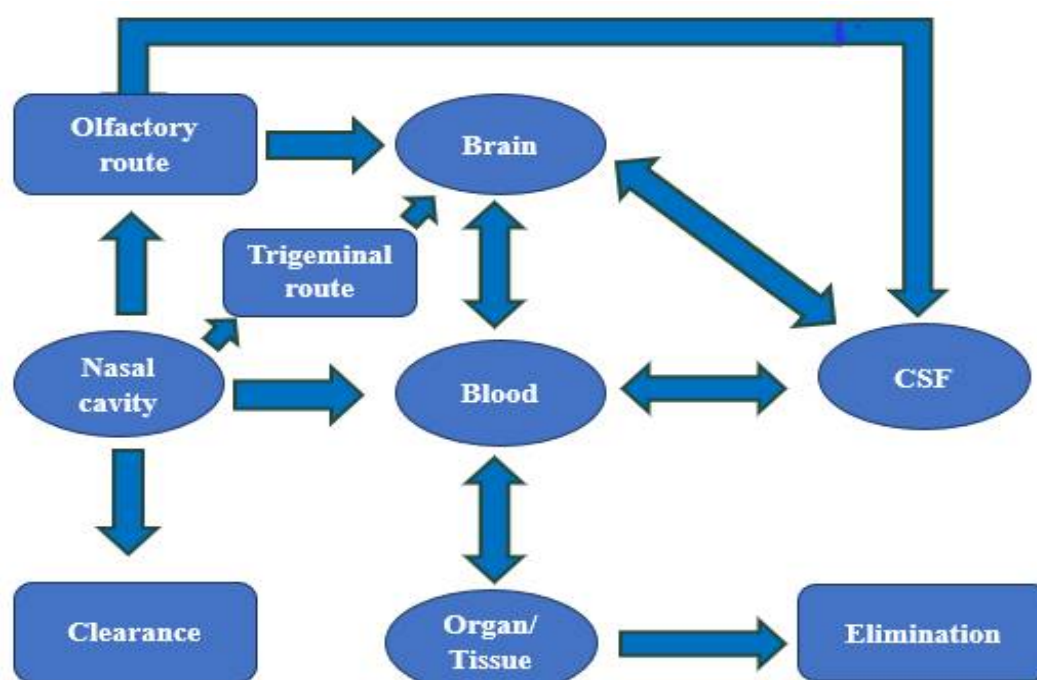 Olfactory
route
Brain
Trigeminal
route
Nasal
cavity
Blood
CSF
Clearance
Organ/
Tissue
Elimination